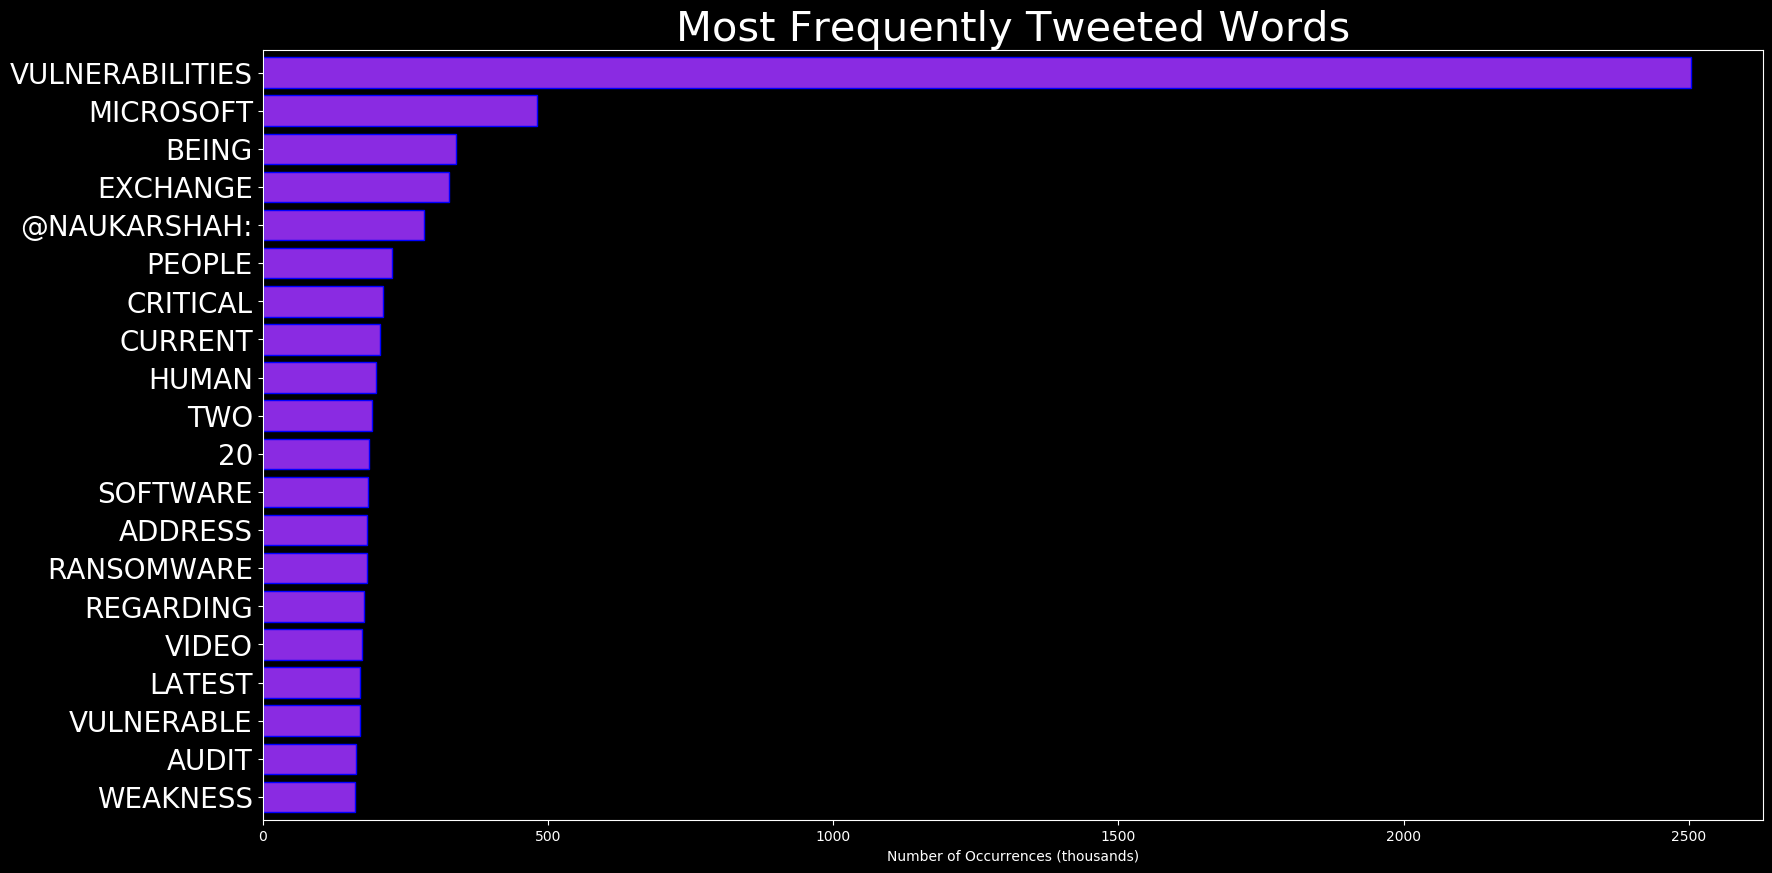 Most Frequently Tweeted Words
VULNERABILITIES
MICROSOFT
BEING
EXCHANGE
@NAUKARSHAH:
PEOPLE
CRITICAL
CURRENT
HUMAN
TWO
20
SOFTWARE
ADDRESS
RANSOMWARE
REGARDING
VIDEO
LATEST
VULNERABLE
AUDIT
WEAKNESS
0 500 1000 1500 2000 2500
Number of Occurrences (thousands)